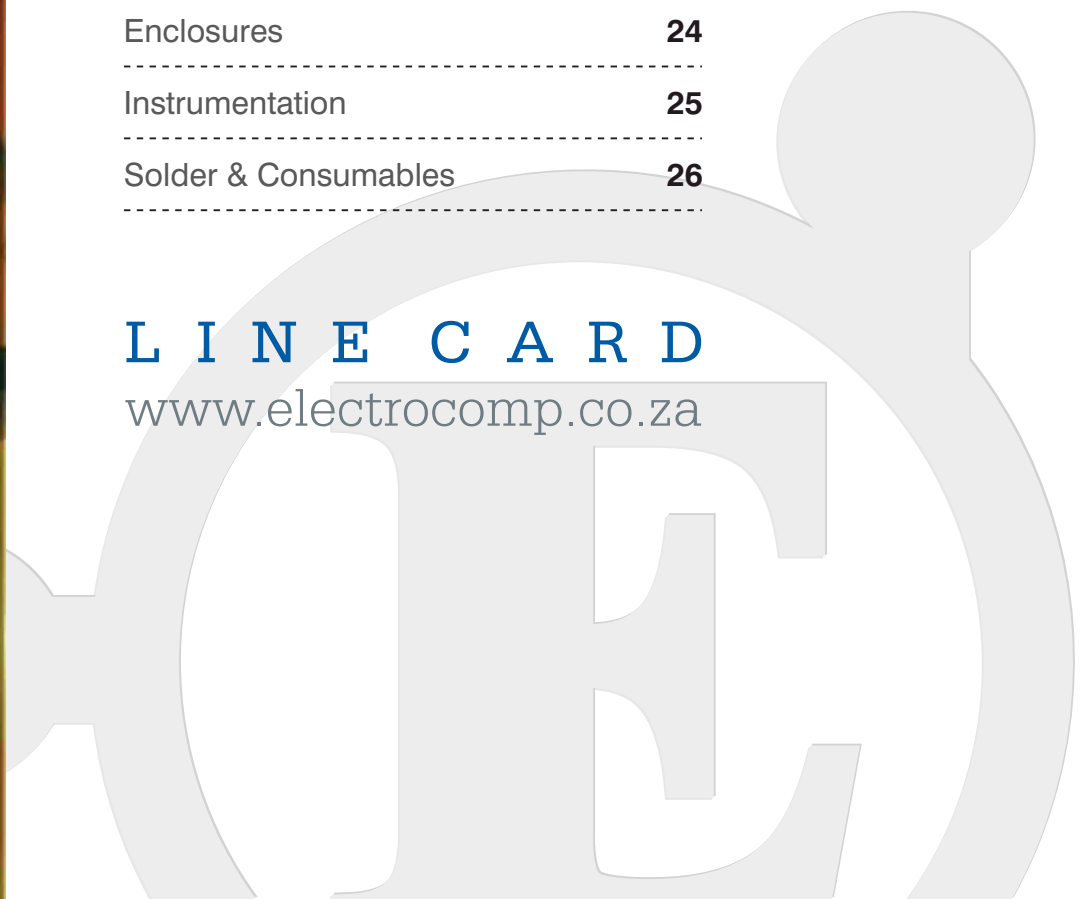 Enclosures 24
Instrumentation 25
Solder & Consumables 26
LINE CARD
www.electrocomp.co.za
E